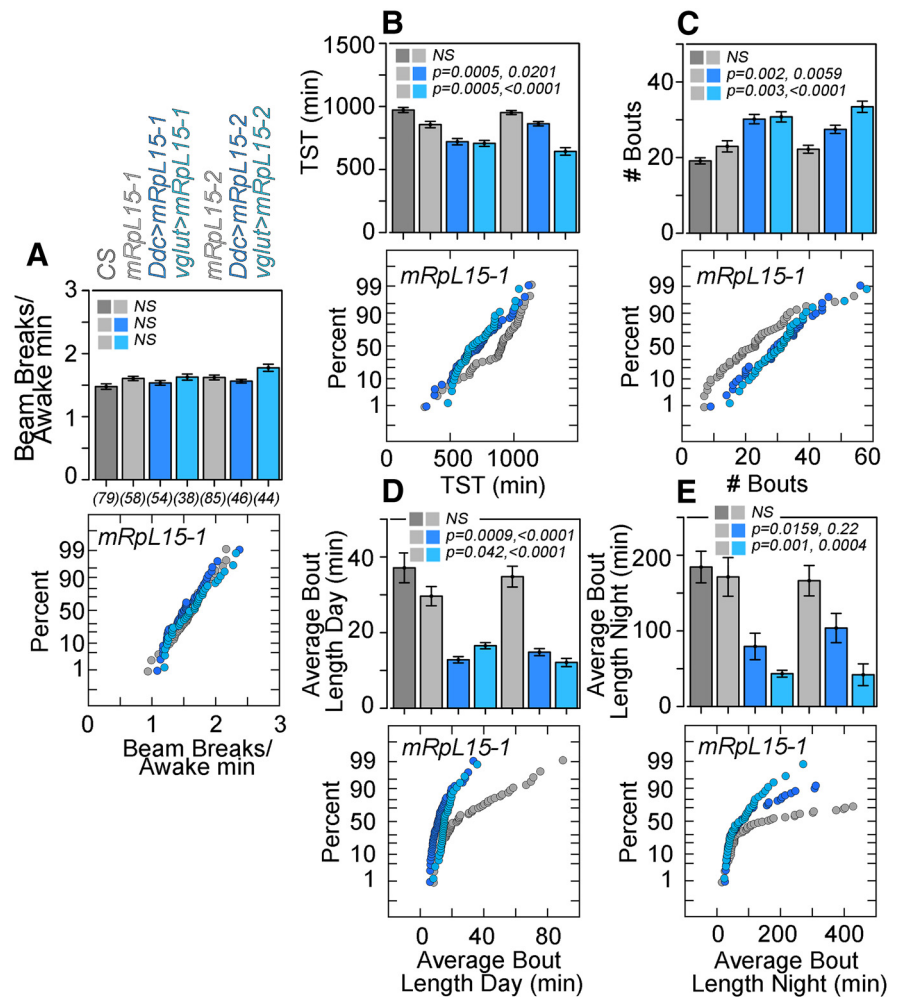 A
CS
mRpL15-1
Ddc>mRpL15-1
vglut>mRpL15-1
mRpL15-2
Ddc>mRpL15-2
vglut>mRpL15-2
Beam Breaks/
Awake min
3
2
1
0
NS
NS
NS
(79)(58)(54)(38)(85)(46)(44)
mRpL15-1
Percent
99
90
50
10
1
0 1 2 3
Beam Breaks/
Awake min
B
TST (min)
1500
1000
500
0
NS
p=0.0005, 0.0201
p=0.0005,<0.0001
mRpL15-1
Percent
99
90
50
10
1
0 500 1000
TST (min)
C
# Bouts
40
20
0
NS
p=0.002, 0.0059
p=0.003,<0.0001
mRpL15-1
Percent
99
90
50
10
1
0 20 40 60
# Bouts
D
Average Bout
Length Day (min)
40
20
0
NS
p=0.0009,<0.0001
p=0.042,<0.0001
mRpL15-1
Percent
99
90
50
10
1
0 40 80
Average Bout
Length Day (min)
E
Average Bout
Length Night (min)
200
100
0
NS
p=0.0159, 0.22
p=0.001, 0.0004
mRpL15-1
Percent
99
90
50
10
1
0 200 400
Average Bout
Length Night (min)